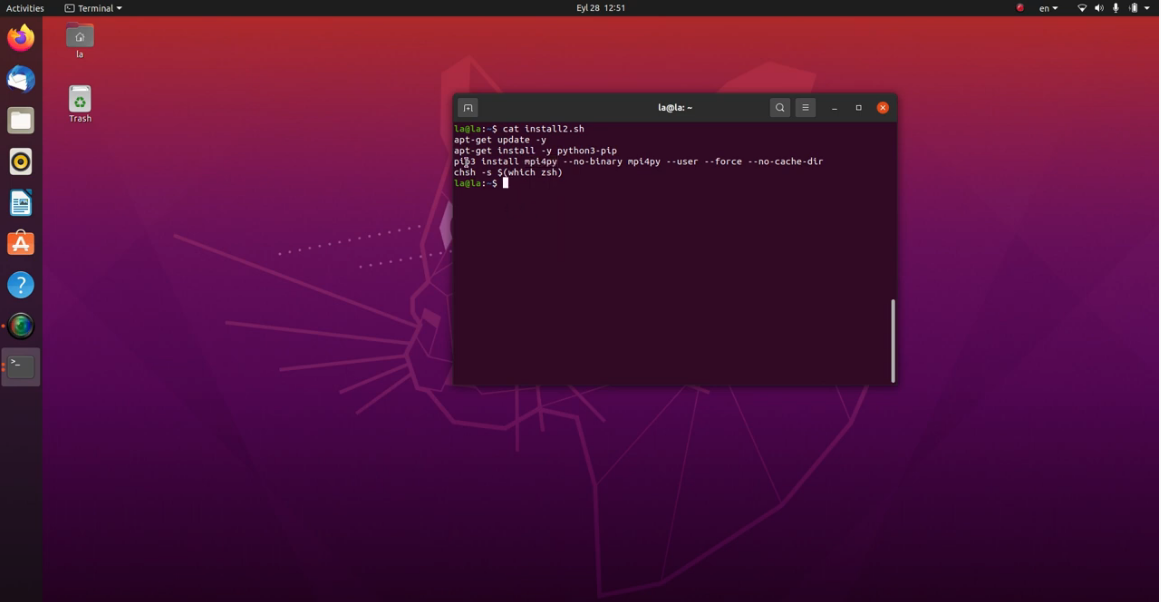 Activities
Terminal
Eyl 28 12:51
en
la
Trash
la@la: ~
la@la:~$ cat install2.sh
apt-get update -y
apt-get install -y python3-pip
pip3 install mpi4py --no-binary mpi4py --user --force --no-cache-dir
chsh -s $(which zsh)
la@la:~$